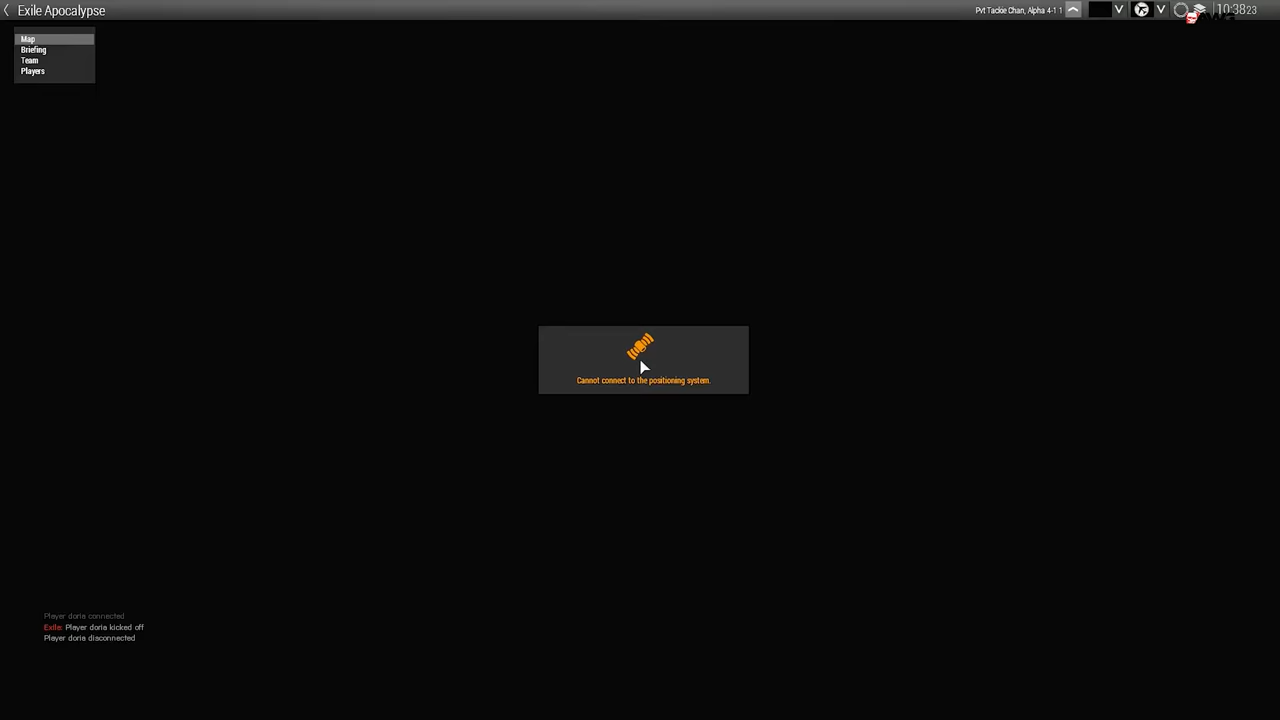 Exile Apocalypse
Pvt Tackie Chan, Alpha 4-1 1
10:38 23
Map
Briefing
Team
Players
Cannot connect to the positioning system.
Player doria connected
Exile: Player doria kicked off
Player doria disconnected